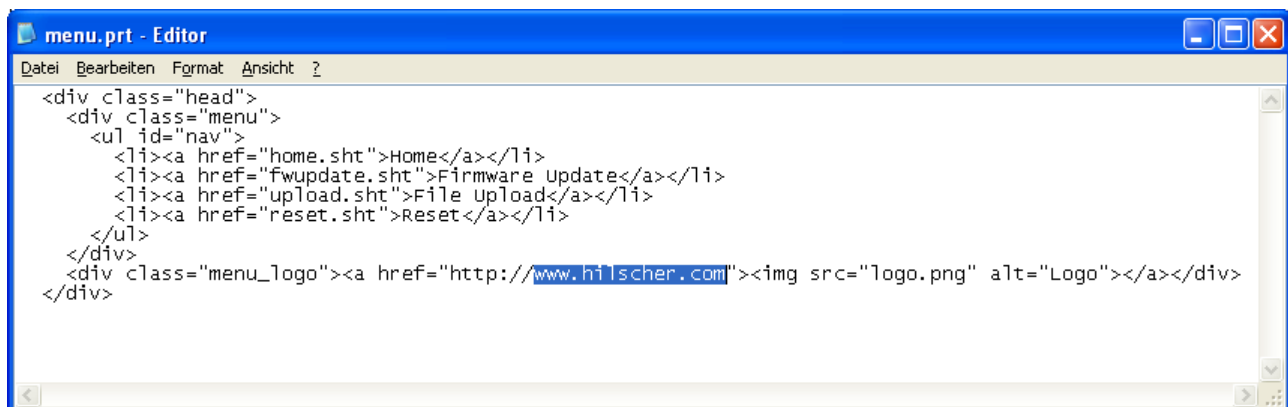 menu.prt - Editor
Datei Bearbeiten Format Ansicht ?
<div class="head">
<div class="menu">
<ul id="nav">
<li><a href="home.sht">Home</a></li>
<li><a href="fwupdate.sht">Firmware Update</a></li>
<li><a href="upload.sht">File Upload</a></li>
<li><a href="reset.sht">Reset</a></li>
</ul>
</div>
<div class="menu_logo"><a href="http://www.hilscher.com"><img src="logo.png" alt="Logo"></a></div>
</div>